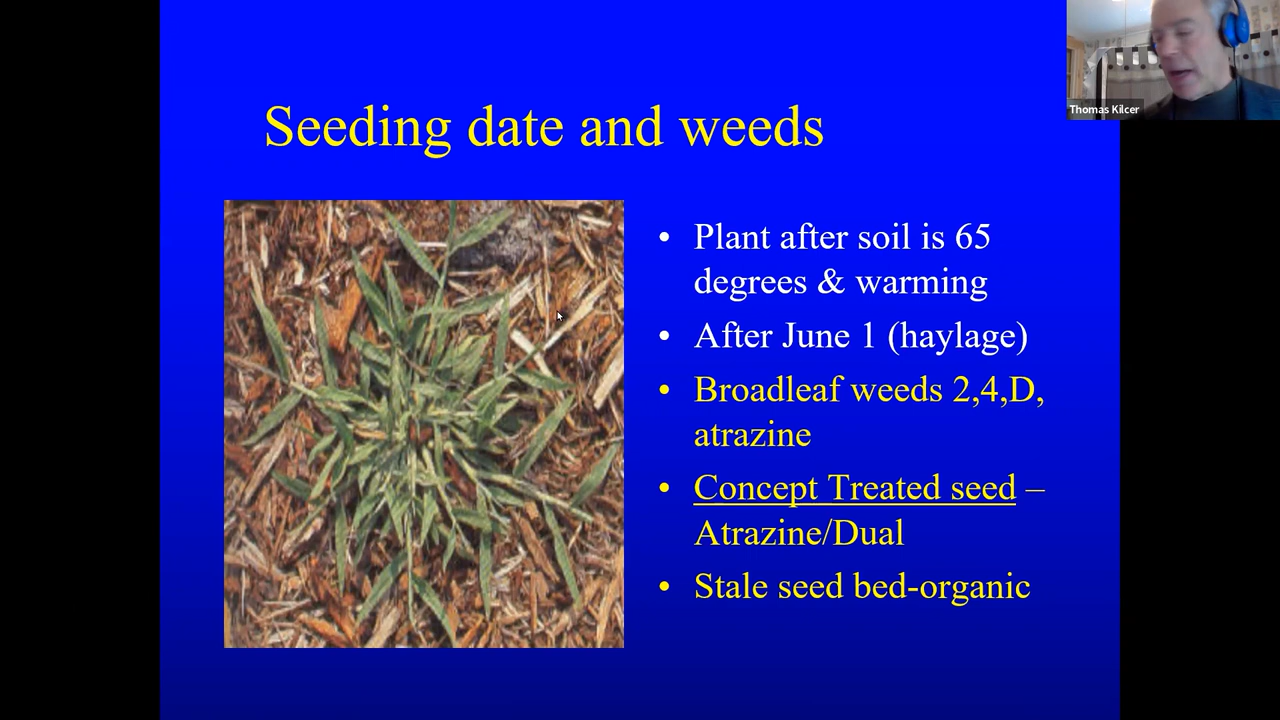 Thomas Kilcer
Seeding date and weeds
• Plant after soil is 65
degrees & warming
• After June 1 (haylage)
• Broadleaf weeds 2,4,D,
atrazine
• Concept Treated seed –
Atrazine/Dual
• Stale seed bed-organic